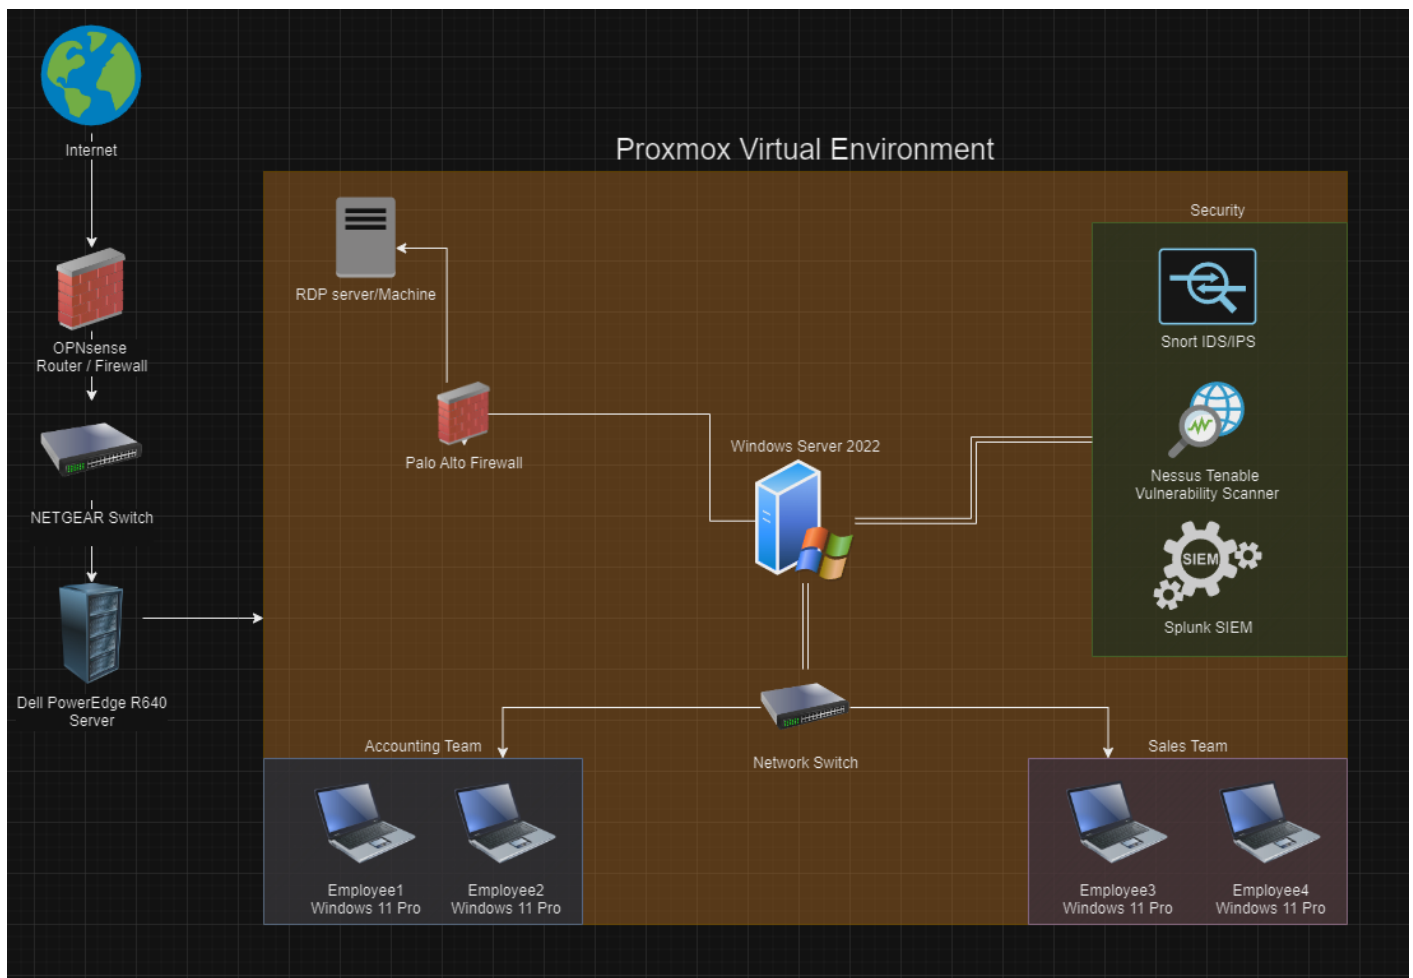 Internet
OPNsense
Router / Firewall
NETGEAR Switch
Dell PowerEdge R640
Server
Proxmox Virtual Environment
RDP server/Machine
Palo Alto Firewall
Windows Server 2022
Security
Snort IDS/IPS
Nessus Tenable
Vulnerability Scanner
SIEM
Splunk SIEM
Network Switch
Accounting Team
Employee1
Windows 11 Pro
Employee2
Windows 11 Pro
Sales Team
Employee3
Windows 11 Pro
Employee4
Windows 11 Pro